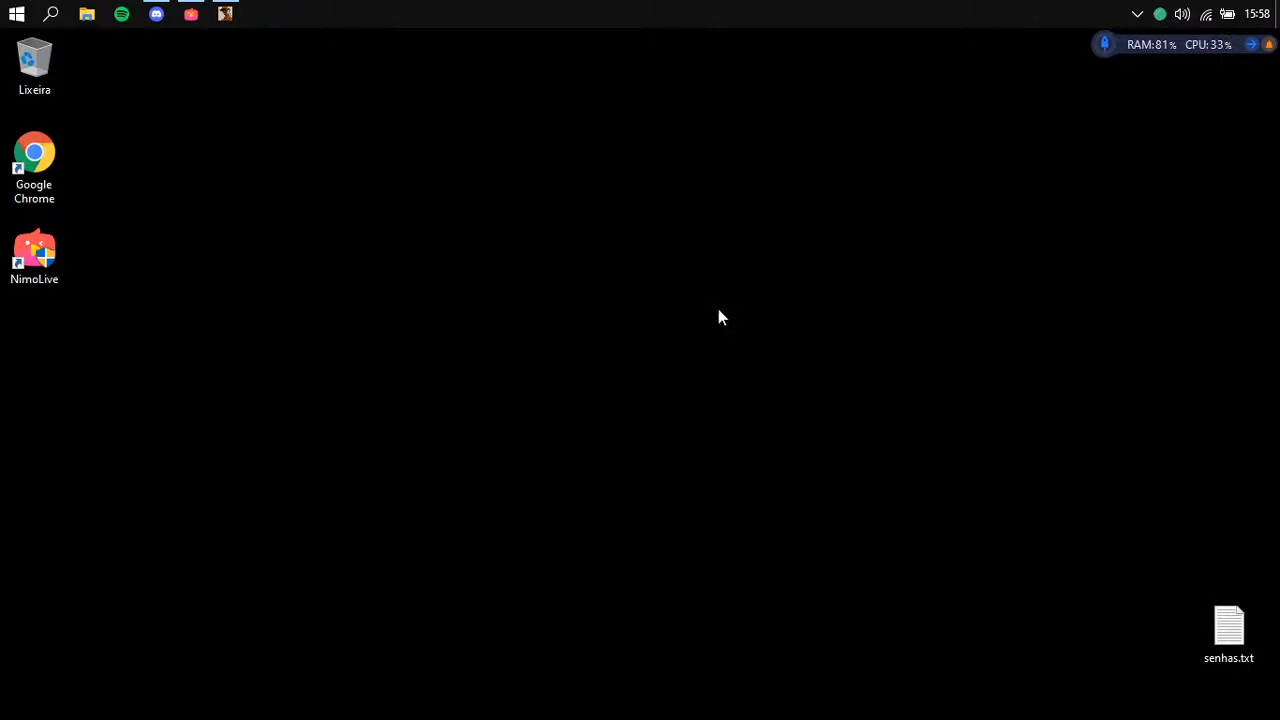 15:58
RAM:81% CPU:33%
Lixeira
Google
Chrome
NimoLive
senhas.txt